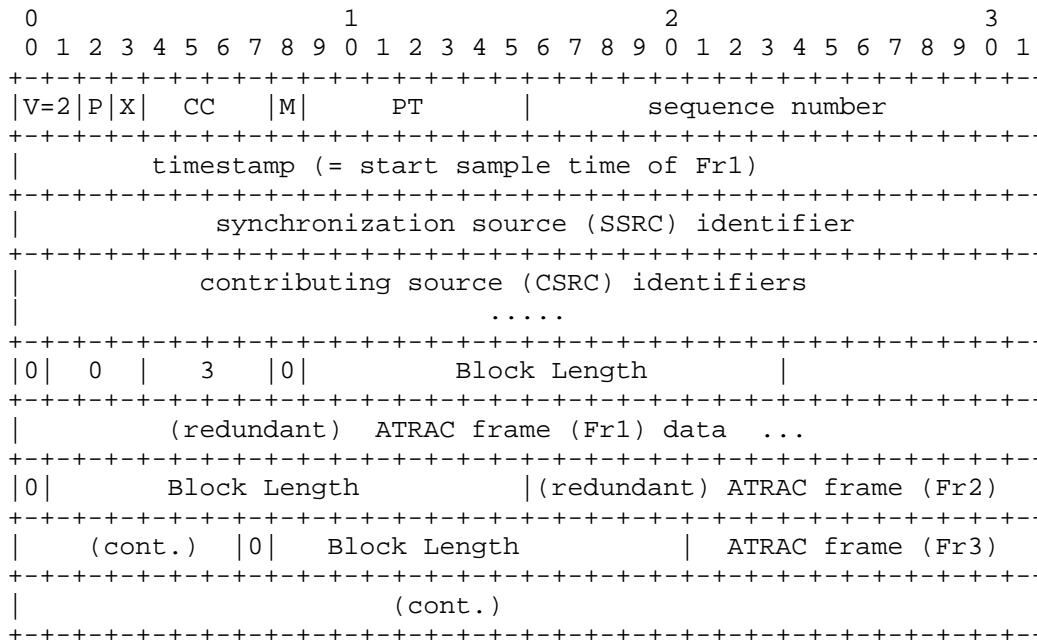 0                   1                   2                   3
 0 1 2 3 4 5 6 7 8 9 0 1 2 3 4 5 6 7 8 9 0 1 2 3 4 5 6 7 8 9 0 1
+-+-+-+-+-+-+-+-+-+-+-+-+-+-+-+-+-+-+-+-+-+-+-+-+-+-+-+-+-+-+-+-
|V=2|P|X|  CC   |M|     PT      |       sequence number
+-+-+-+-+-+-+-+-+-+-+-+-+-+-+-+-+-+-+-+-+-+-+-+-+-+-+-+-+-+-+-+-
|        timestamp (= start sample time of Fr1)
+-+-+-+-+-+-+-+-+-+-+-+-+-+-+-+-+-+-+-+-+-+-+-+-+-+-+-+-+-+-+-+-
|            synchronization source (SSRC) identifier
+-+-+-+-+-+-+-+-+-+-+-+-+-+-+-+-+-+-+-+-+-+-+-+-+-+-+-+-+-+-+-+-
|           contributing source (CSRC) identifiers
|                             .....
+-+-+-+-+-+-+-+-+-+-+-+-+-+-+-+-+-+-+-+-+-+-+-+-+-+-+-+-+-+-+-+-
|0|  0  |   3   |0|         Block Length        |
+-+-+-+-+-+-+-+-+-+-+-+-+-+-+-+-+-+-+-+-+-+-+-+-+-+-+-+-+-+-+-+-
|         (redundant)  ATRAC frame (Fr1) data  ...
+-+-+-+-+-+-+-+-+-+-+-+-+-+-+-+-+-+-+-+-+-+-+-+-+-+-+-+-+-+-+-+-
|0|       Block Length          |(redundant) ATRAC frame (Fr2)
+-+-+-+-+-+-+-+-+-+-+-+-+-+-+-+-+-+-+-+-+-+-+-+-+-+-+-+-+-+-+-+-
|    (cont.)  |0|   Block Length          |  ATRAC frame (Fr3)
+-+-+-+-+-+-+-+-+-+-+-+-+-+-+-+-+-+-+-+-+-+-+-+-+-+-+-+-+-+-+-+-
|                       (cont.)
+-+-+-+-+-+-+-+-+-+-+-+-+-+-+-+-+-+-+-+-+-+-+-+-+-+-+-+-+-+-+-+-